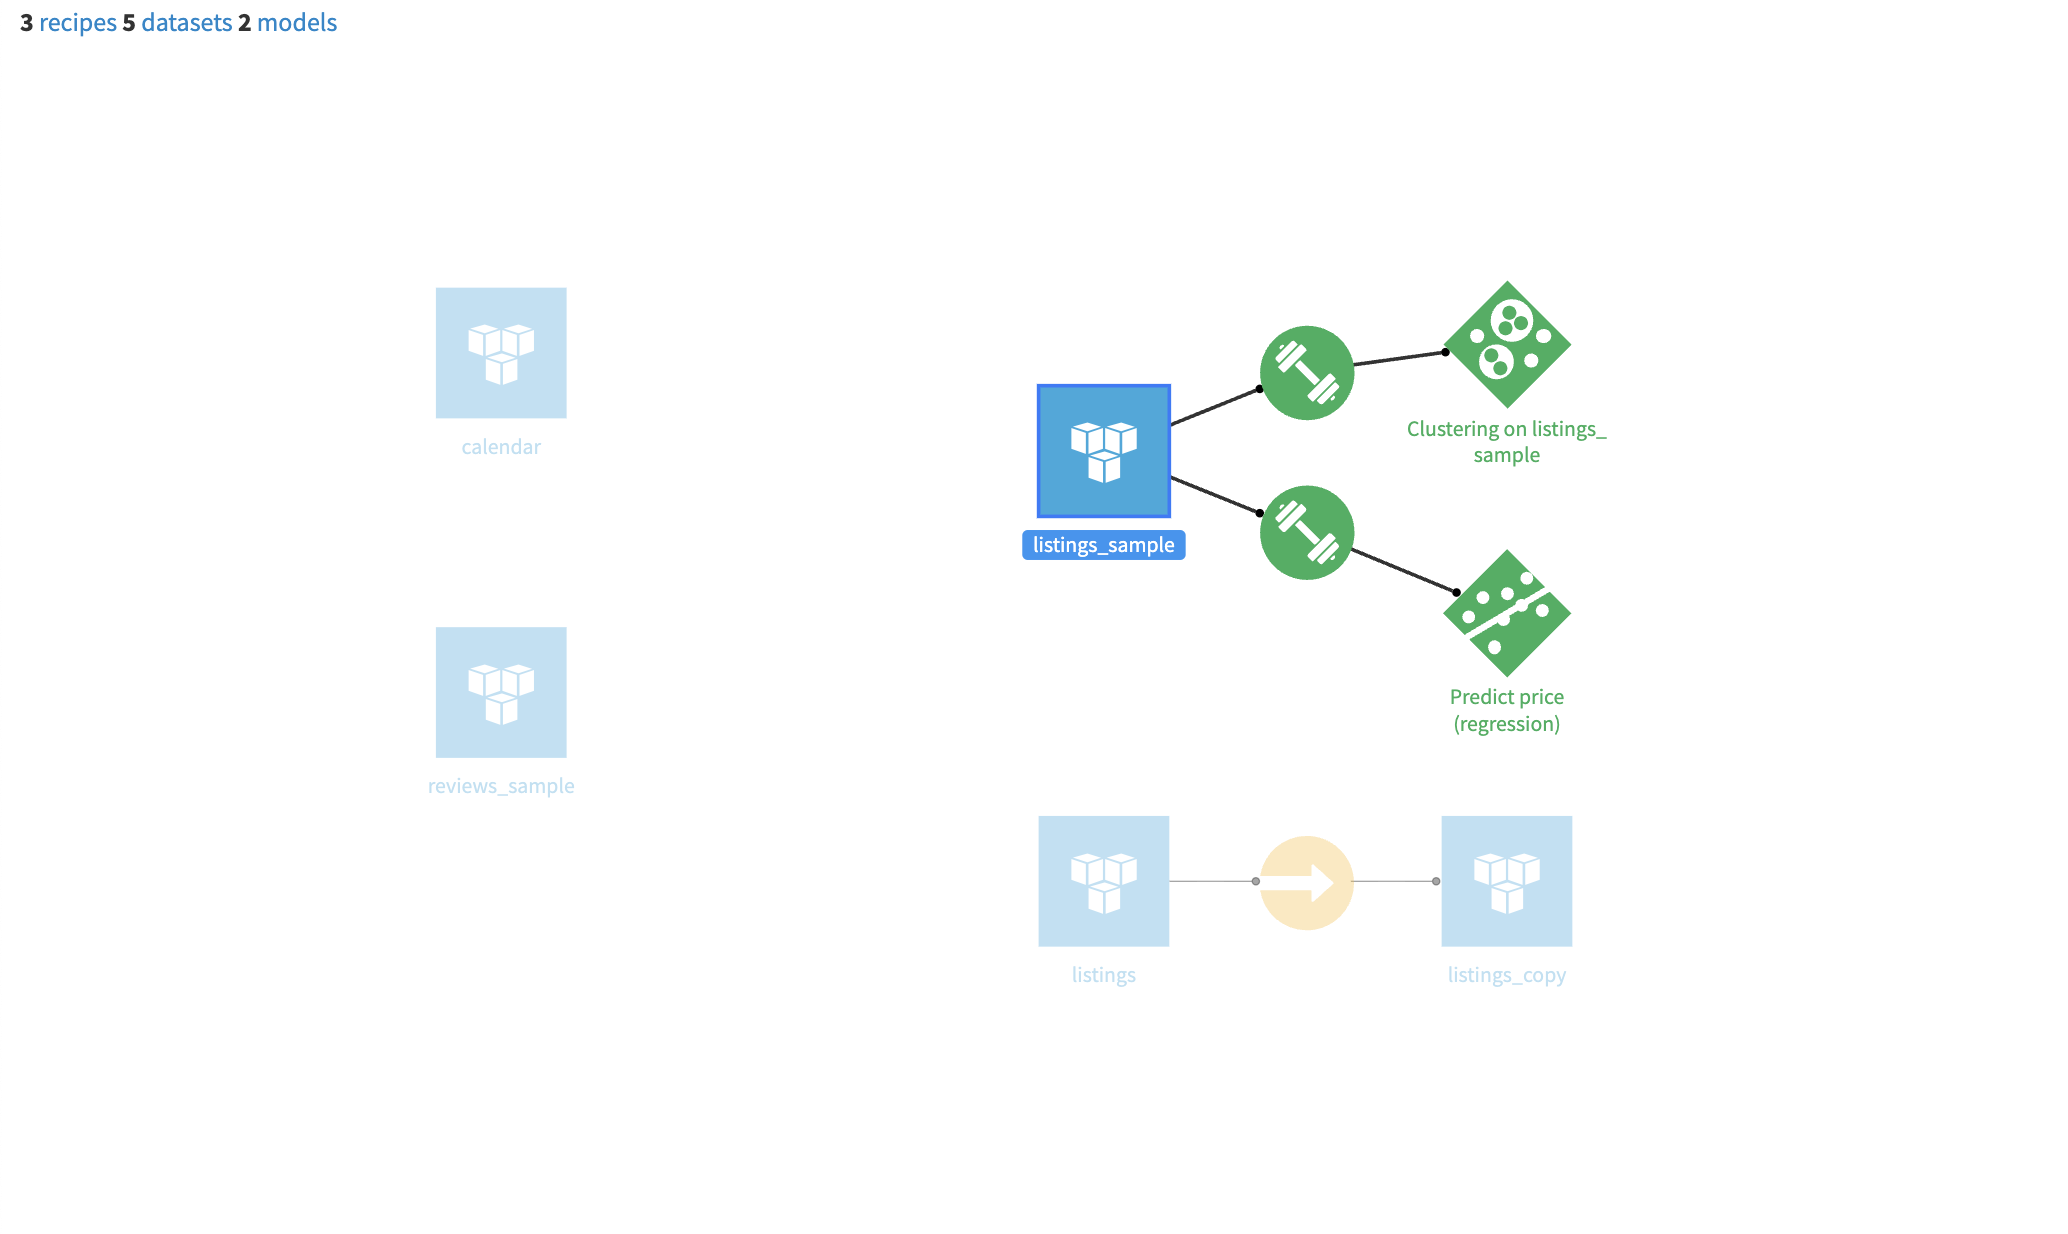 3 recipes 5 datasets 2 models
calendar
reviews_sample
listings_sample
Clustering on listings_
sample
Predict price
(regression)
listings
listings_copy